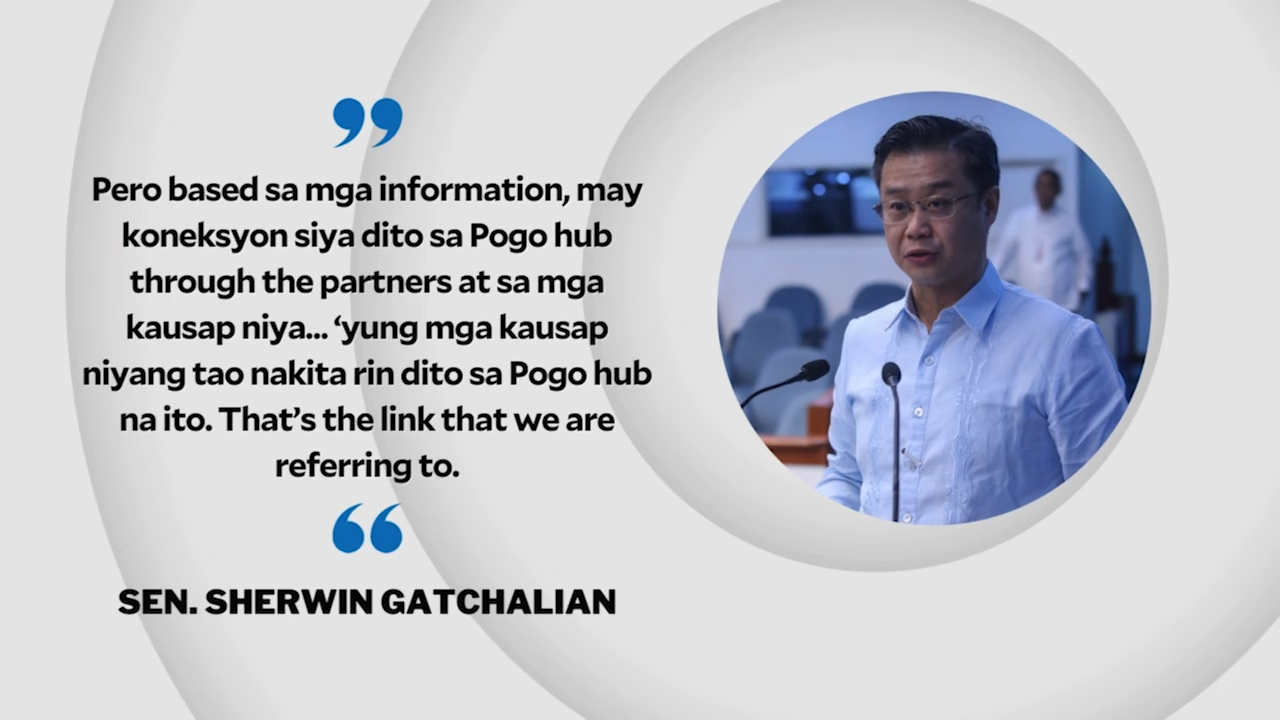 ”
Pero based sa mga information, may
koneksyon siya dito sa Pogo hub
through the partners at sa mga
kausap niya... ‘yung mga kausap
niyang tao nakita rin dito sa Pogo hub
na ito. That’s the link that we are
referring to.
“
SEN. SHERWIN GATCHALIAN